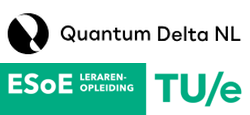 Quantum Delta NL
ESoE LERAREN-
OPLEIDING
TU/e